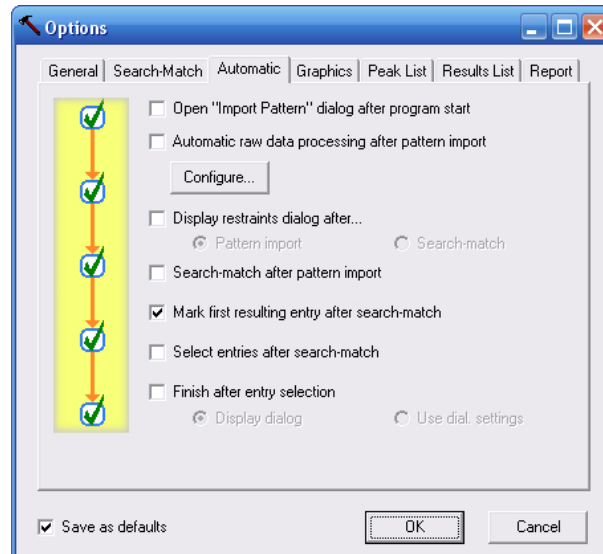 Options
General Search-Match Automatic Graphics Peak List Results List Report
Open "Import Pattern" dialog after program start
Automatic raw data processing after pattern import
Configure...
Display restraints dialog after...
Pattern import Search-match
Search-match after pattern import
Mark first resulting entry after search-match
Select entries after search-match
Finish after entry selection
Display dialog Use dial. settings
Save as defaults OK Cancel